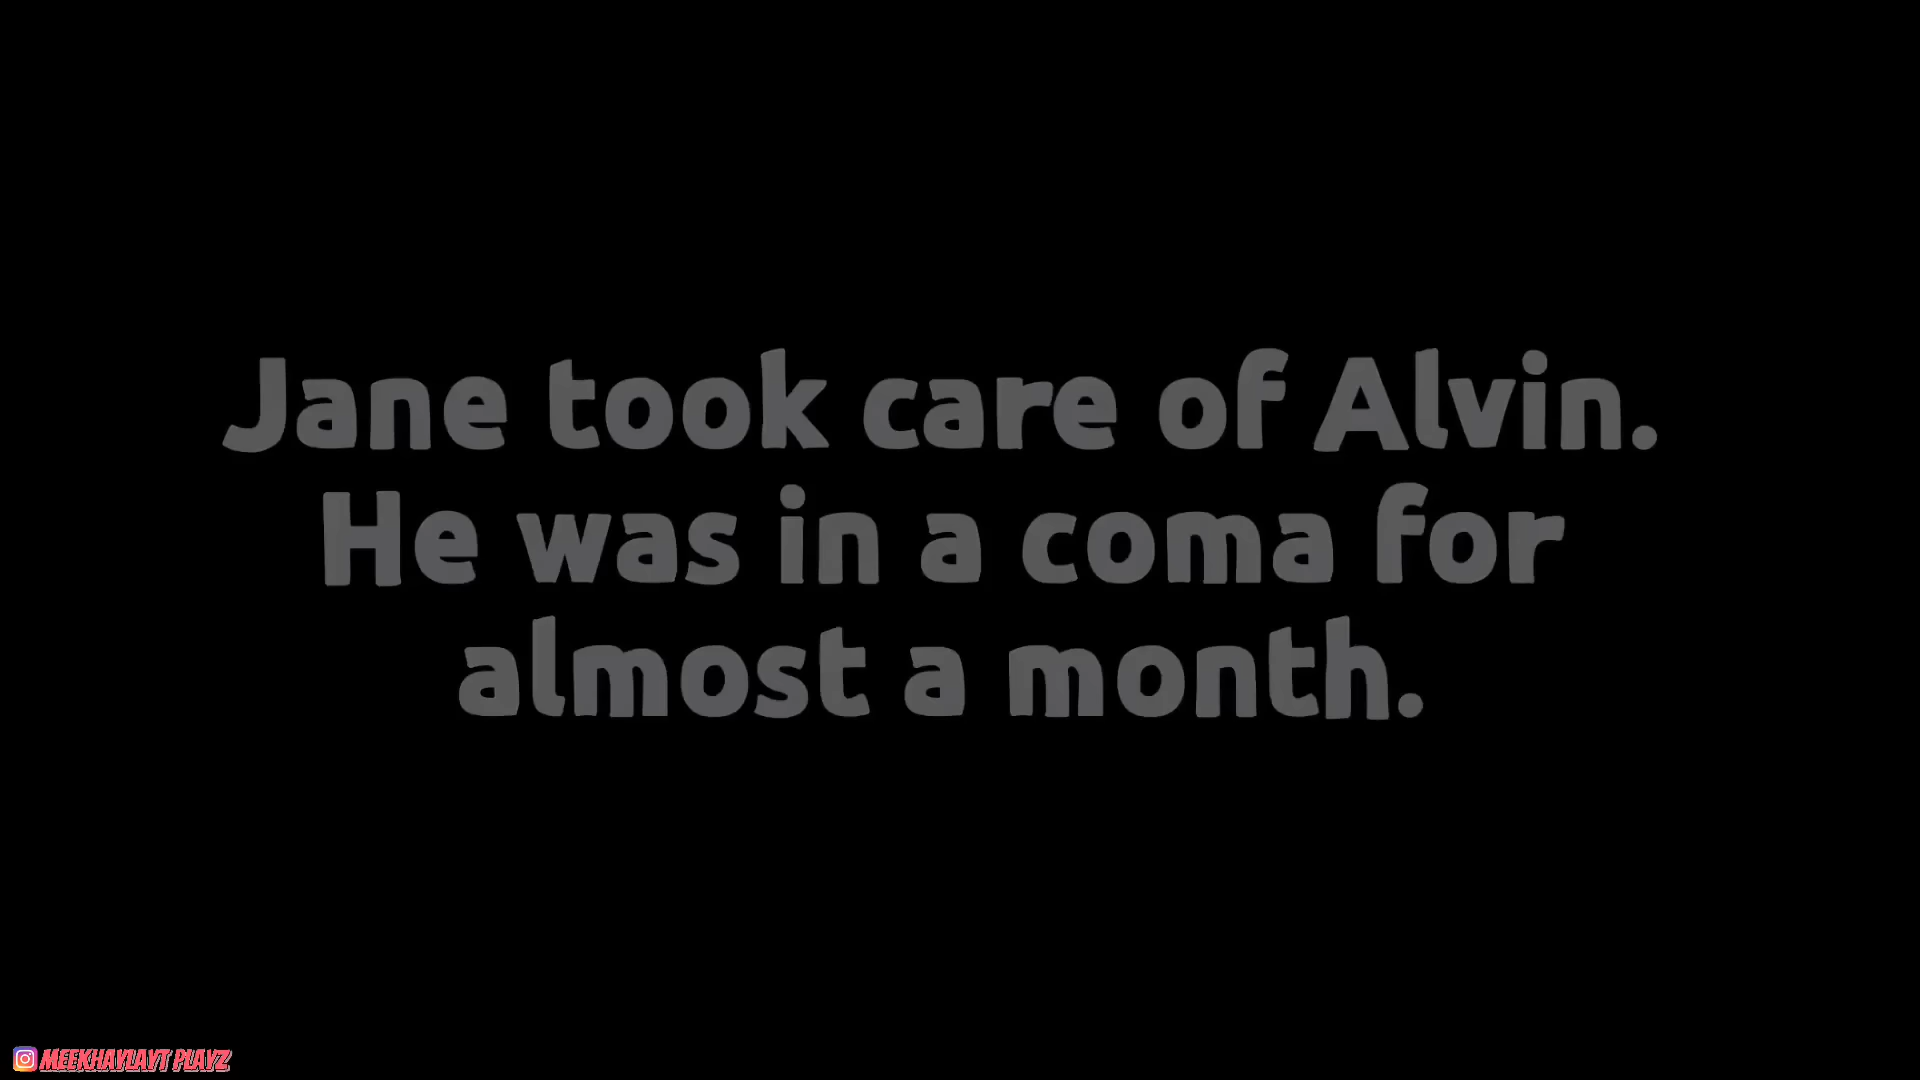 Jane took care of Alvin.
He was in a coma for
almost a month.
MEEKHAYLAYT PLAYZ